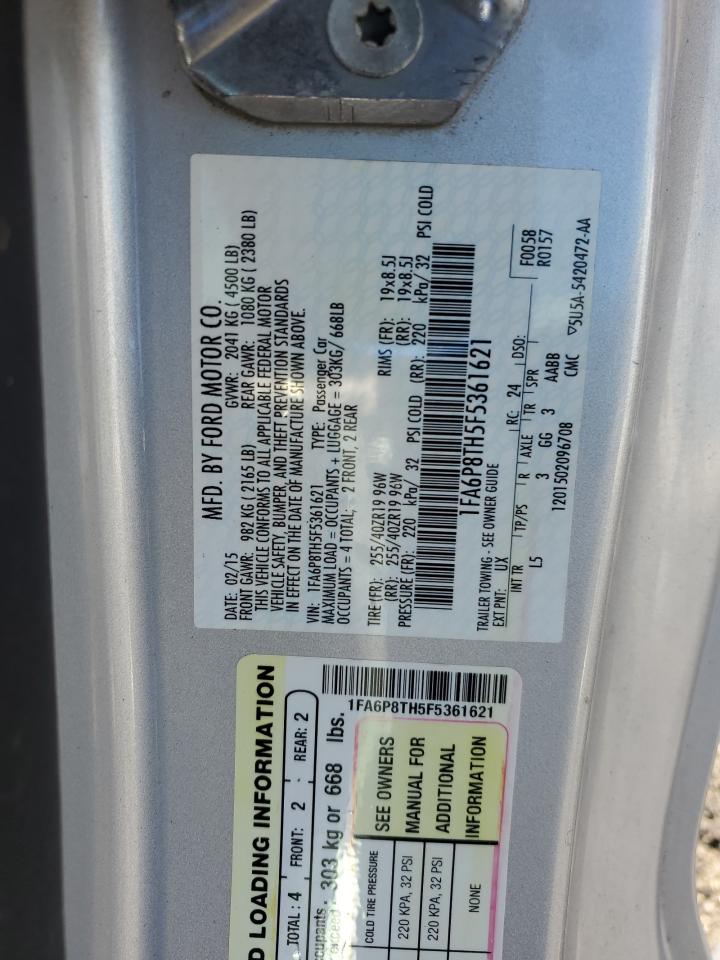 MFD. BY FORD MOTOR CO.
DATE: 02/15 GVWR: 2041 KG ( 4500 LB)
FRONT GAWR: 982 KG ( 2165 LB) REAR GAWR: 1080 KG ( 2380 LB)
THIS VEHICLE CONFORMS TO ALL APPLICABLE FEDERAL MOTOR
VEHICLE SAFETY, BUMPER, AND THEFT PREVENTION STANDARDS
IN EFFECT ON THE DATE OF MANUFACTURE SHOWN ABOVE.
VIN: 1FA6P8TH5F5361621 TYPE: Passenger Car
MAXIMUM LOAD = OCCUPANTS + LUGGAGE = 303KG/ 668LB
OCCUPANTS = 4 TOTAL; 2 FRONT, 2 REAR
TIRE (FR): 255/40ZR19 96W RIMS (FR): 19x8.5J
(RR): 255/40ZR19 96W (RR): 19x8.5J
PRESSURE (FR): 220 kPa/ 32 PSI COLD (RR): 220 kPa/ 32 PSI COLD
1FA6P8TH5F5361621
TRAILER TOWING - SEE OWNER GUIDE
EXT PNT: UX RC: 24 DSO: F0058
R0157
INT TR TP/PS R AXLE TR SPR
L5 3 GG 3 AABB
1201502096708 CMC
▽5U5A-5420472-AA
D LOADING INFORMATION
TOTAL: 4 FRONT: 2 REAR: 2
cupants 303 kg or 668 lbs.
1FA6P8TH5F5361621
COLD TIRE PRESSURE
220 KPA, 32 PSI
220 KPA, 32 PSI
NONE
SEE OWNERS
MANUAL FOR
ADDITIONAL
INFORMATION